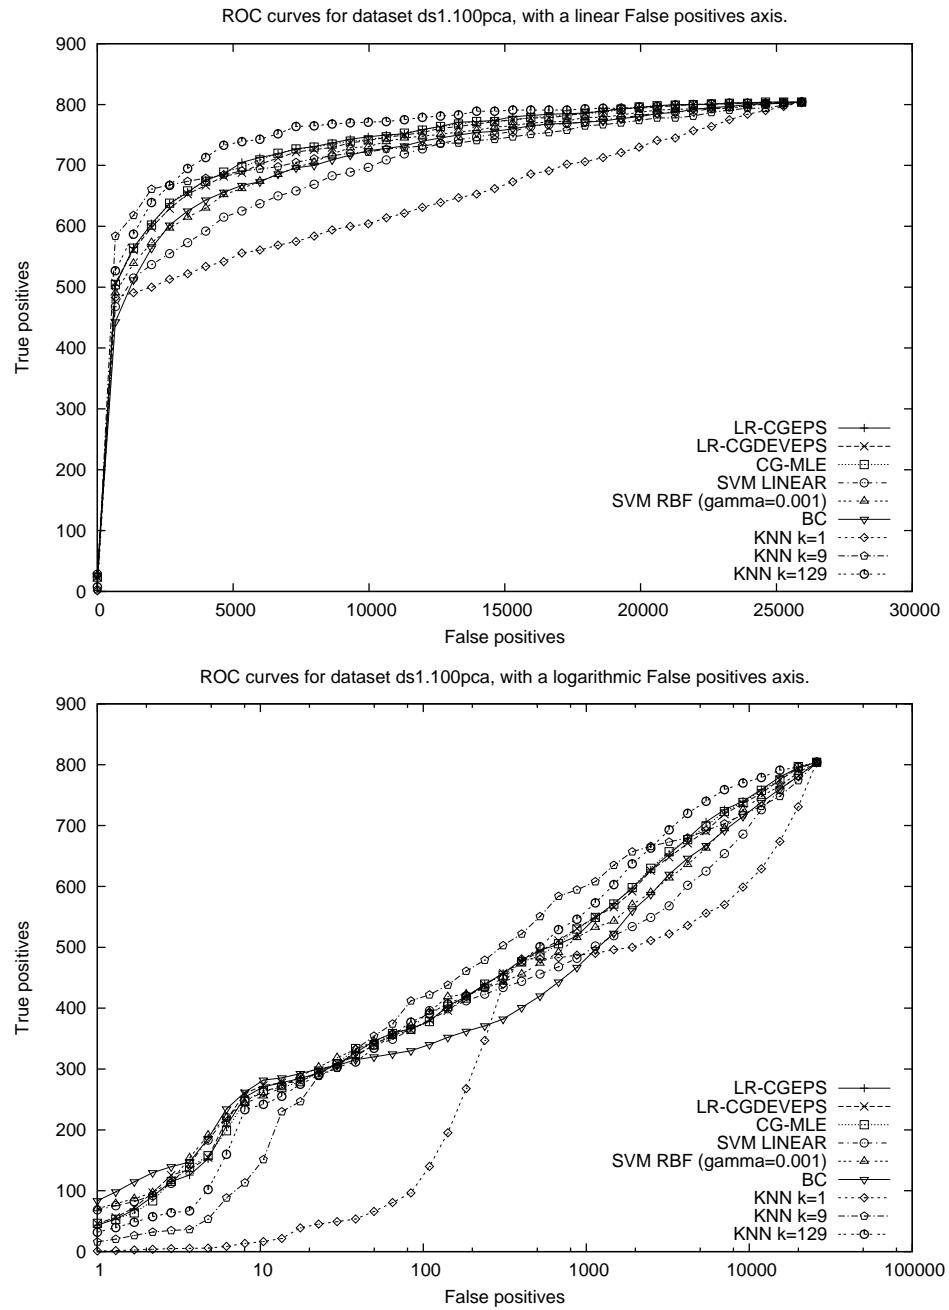 ROC curves for dataset ds1.100pca, with a linear False positives axis.
900
800
700
600
500
400
300
200
100
0
True positives
LR-CGEPS
LR-CGDEVEPS
CG-MLE
SVM LINEAR
SVM RBF (gamma=0.001)
BC
KNN k=1
KNN k=9
KNN k=129
0 5000 10000 15000 20000 25000 30000
False positives
ROC curves for dataset ds1.100pca, with a logarithmic False positives axis.
900
800
700
600
500
400
300
200
100
0
True positives
LR-CGEPS
LR-CGDEVEPS
CG-MLE
SVM LINEAR
SVM RBF (gamma=0.001)
BC
KNN k=1
KNN k=9
KNN k=129
1 10 100 1000 10000 100000
False positives